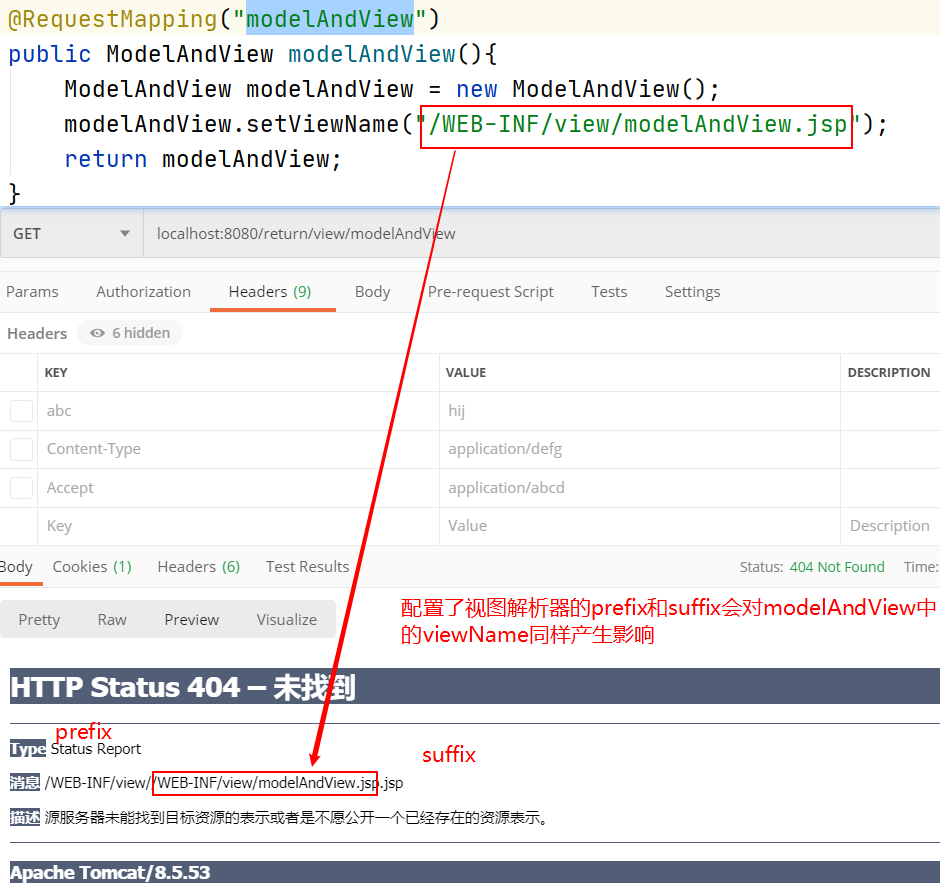 @RequestMapping("modelAndView")
public ModelAndView modelAndView(){
ModelAndView modelAndView = new ModelAndView();
modelAndView.setViewName("/WEB-INF/view/modelAndView.jsp");
return modelAndView;
}
GET localhost:8080/return/view/modelAndView
Params Authorization Headers (9) Body Pre-request Script Tests Settings
Headers 6 hidden
KEY VALUE DESCRIPTION
abc hij
Content-Type application/defg
Accept application/abcd
Key Value Description
Body Cookies (1) Headers (6) Test Results Status: 404 Not Found Time:
配置了视图解析器的prefix和suffix会对modelAndView中
的viewName同样产生影响
Pretty Raw Preview Visualize
HTTP Status 404 – 未找到
prefix
Type Status Report
suffix
消息 /WEB-INF/view//WEB-INF/view/modelAndView.jsp.jsp
描述 源服务器未能找到目标资源的表示或者是不愿公开一个已经存在的资源表示。
Apache Tomcat/8.5.53